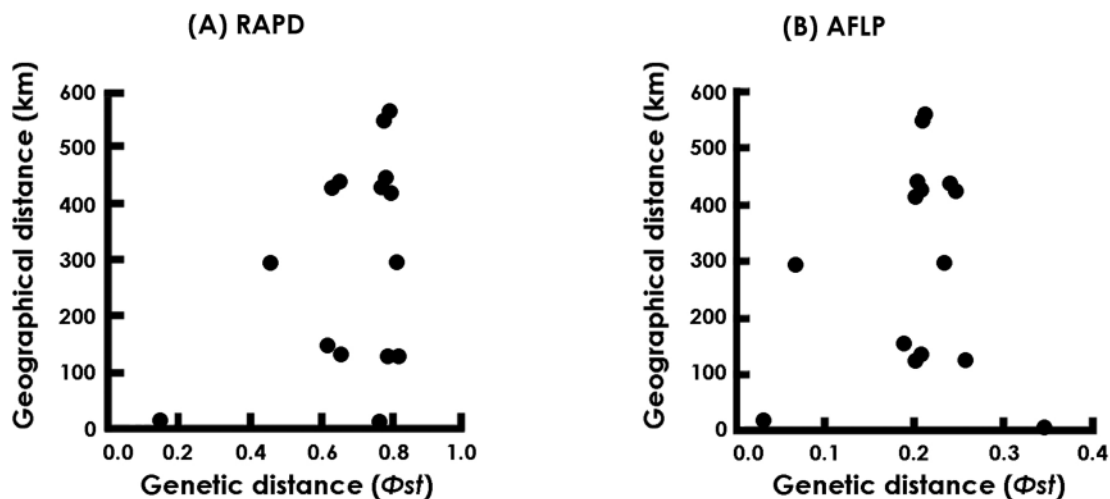 (A) RAPD
Geographical distance (km)
600
500
400
300
200
100
0
0.0 0.2 0.4 0.6 0.8 1.0
Genetic distance (Φst)
(B) AFLP
Geographical distance (km)
600
500
400
300
200
100
0
0.0 0.1 0.2 0.3 0.4
Genetic distance (Φst)